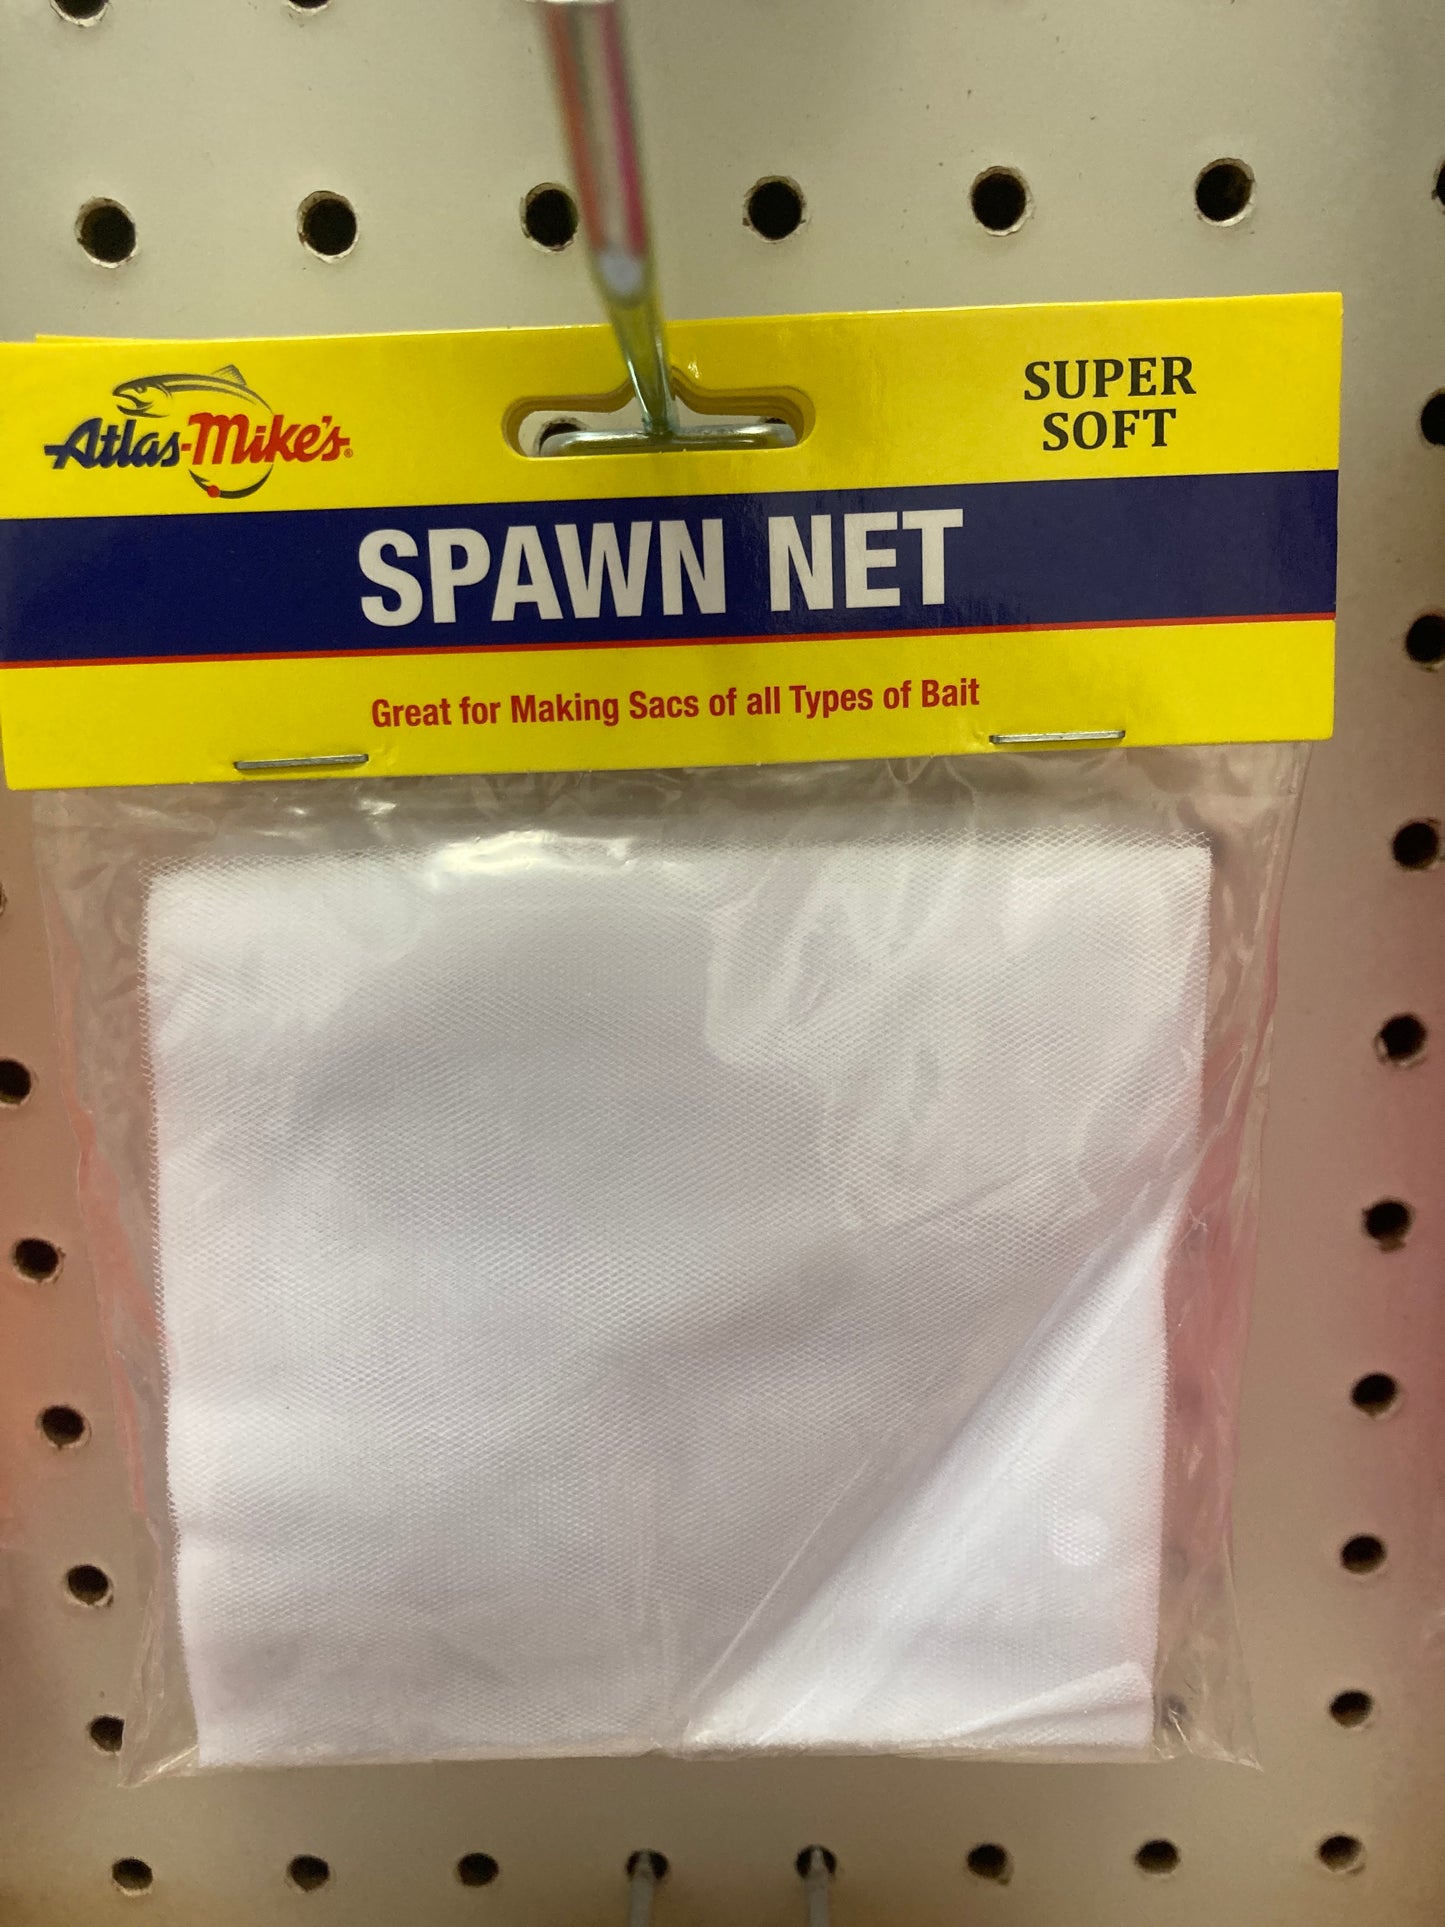 Atlas-Mike's®
SUPER
SOFT
SPAWN NET
Great for Making Sacs of all Types of Bait